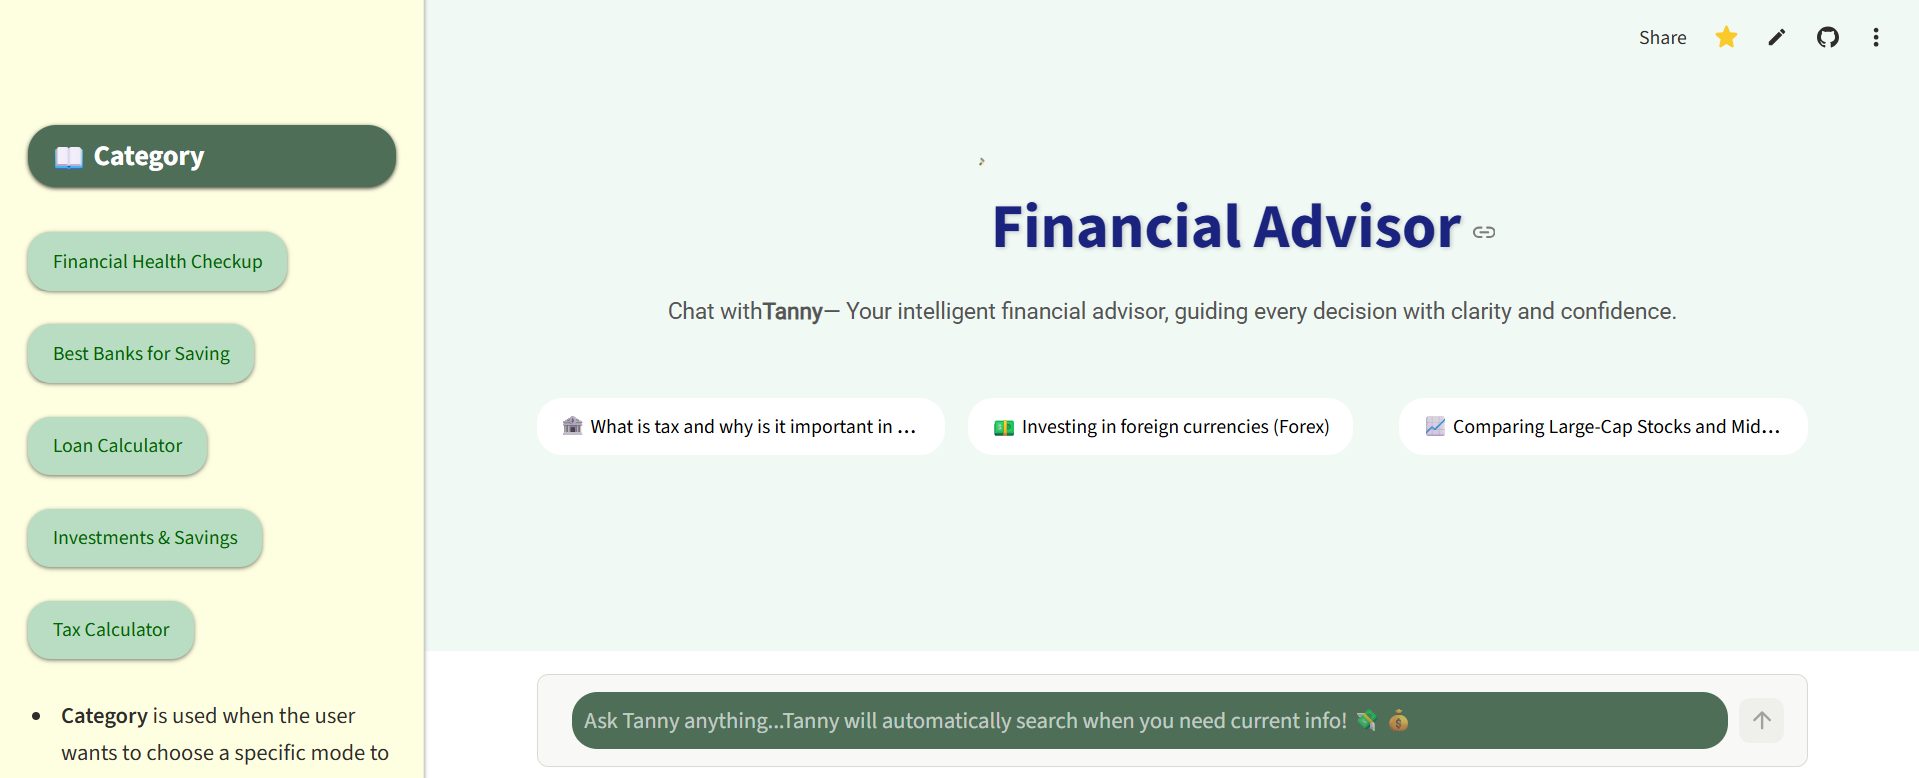 Share
📖 Category
Financial Health Checkup
Best Banks for Saving
Loan Calculator
Investments & Savings
Tax Calculator
• Category is used when the user
wants to choose a specific mode to
Financial Advisor
Chat withTanny— Your intelligent financial advisor, guiding every decision with clarity and confidence.
🏦 What is tax and why is it important in ...
💵 Investing in foreign currencies (Forex)
📈 Comparing Large-Cap Stocks and Mid...
Ask Tanny anything...Tanny will automatically search when you need current info! 💸 💰